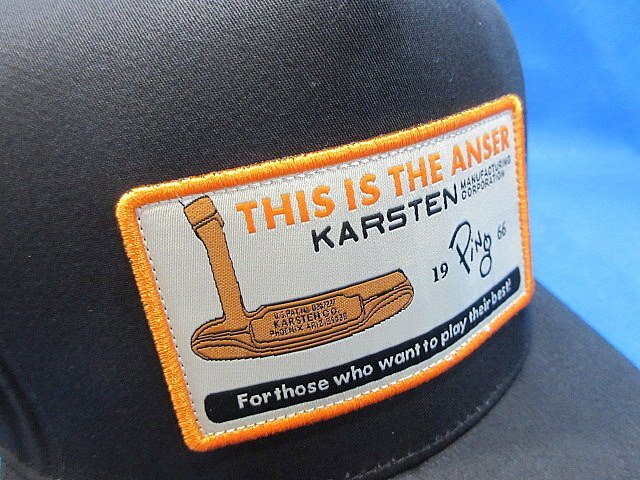 THIS IS THE ANSER
KARSTEN MANUFACTURING
CORPORATION
19 Ping 66
KARSTEN CO.
For those who want to play their best!